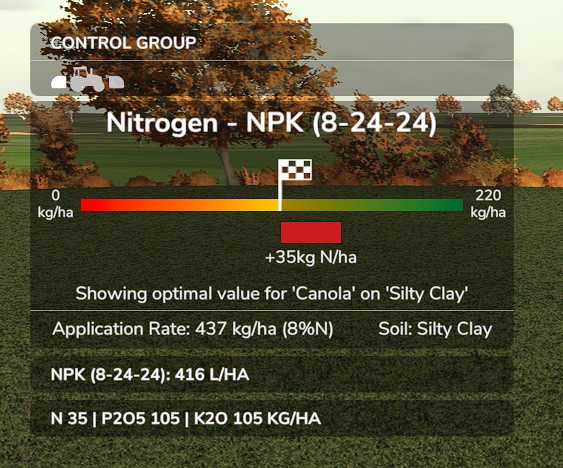 CONTROL GROUP
Nitrogen - NPK (8-24-24)
0
kg/ha
220
kg/ha
+35kg N/ha
Showing optimal value for 'Canola' on 'Silty Clay'
Application Rate: 437 kg/ha (8%N) Soil: Silty Clay
NPK (8-24-24): 416 L/HA
N 35 | P2O5 105 | K2O 105 KG/HA